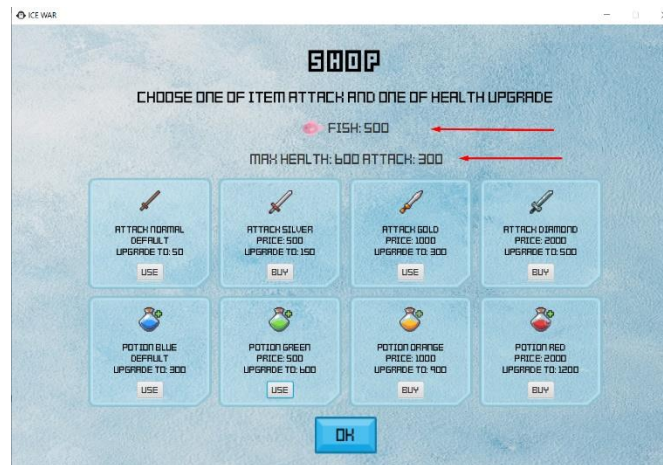 ICE WAR
SHOP
CHOOSE ONE OF ITEM ATTACK AND ONE OF HEALTH UPGRADE
FISH: 500
MAX HEALTH: 600 ATTACK: 300
ATTACK NORMAL
DEFAULT
UPGRADE TO: 50
USE
ATTACK SILVER
PRICE: 500
UPGRADE TO: 150
BUY
ATTACK GOLD
PRICE: 1000
UPGRADE TO: 300
USE
ATTACK DIAMOND
PRICE: 2000
UPGRADE TO: 500
BUY
POTION BLUE
DEFAULT
UPGRADE TO: 300
USE
POTION GREEN
PRICE: 500
UPGRADE TO: 600
USE
POTION ORANGE
PRICE: 1000
UPGRADE TO: 900
BUY
POTION RED
PRICE: 2000
UPGRADE TO: 1200
BUY
OK